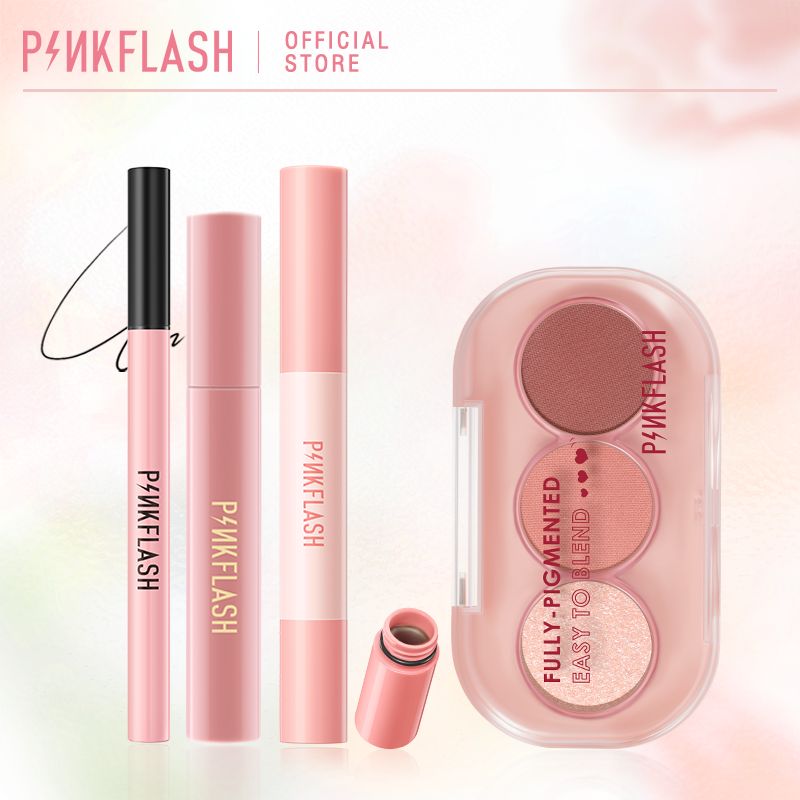 PINKFLASH
OFFICIAL
STORE
PINKFLASH
PINKFLASH
PINKFLASH
PINKFLASH
FULLY-PIGMENTED
EASY TO BLEND